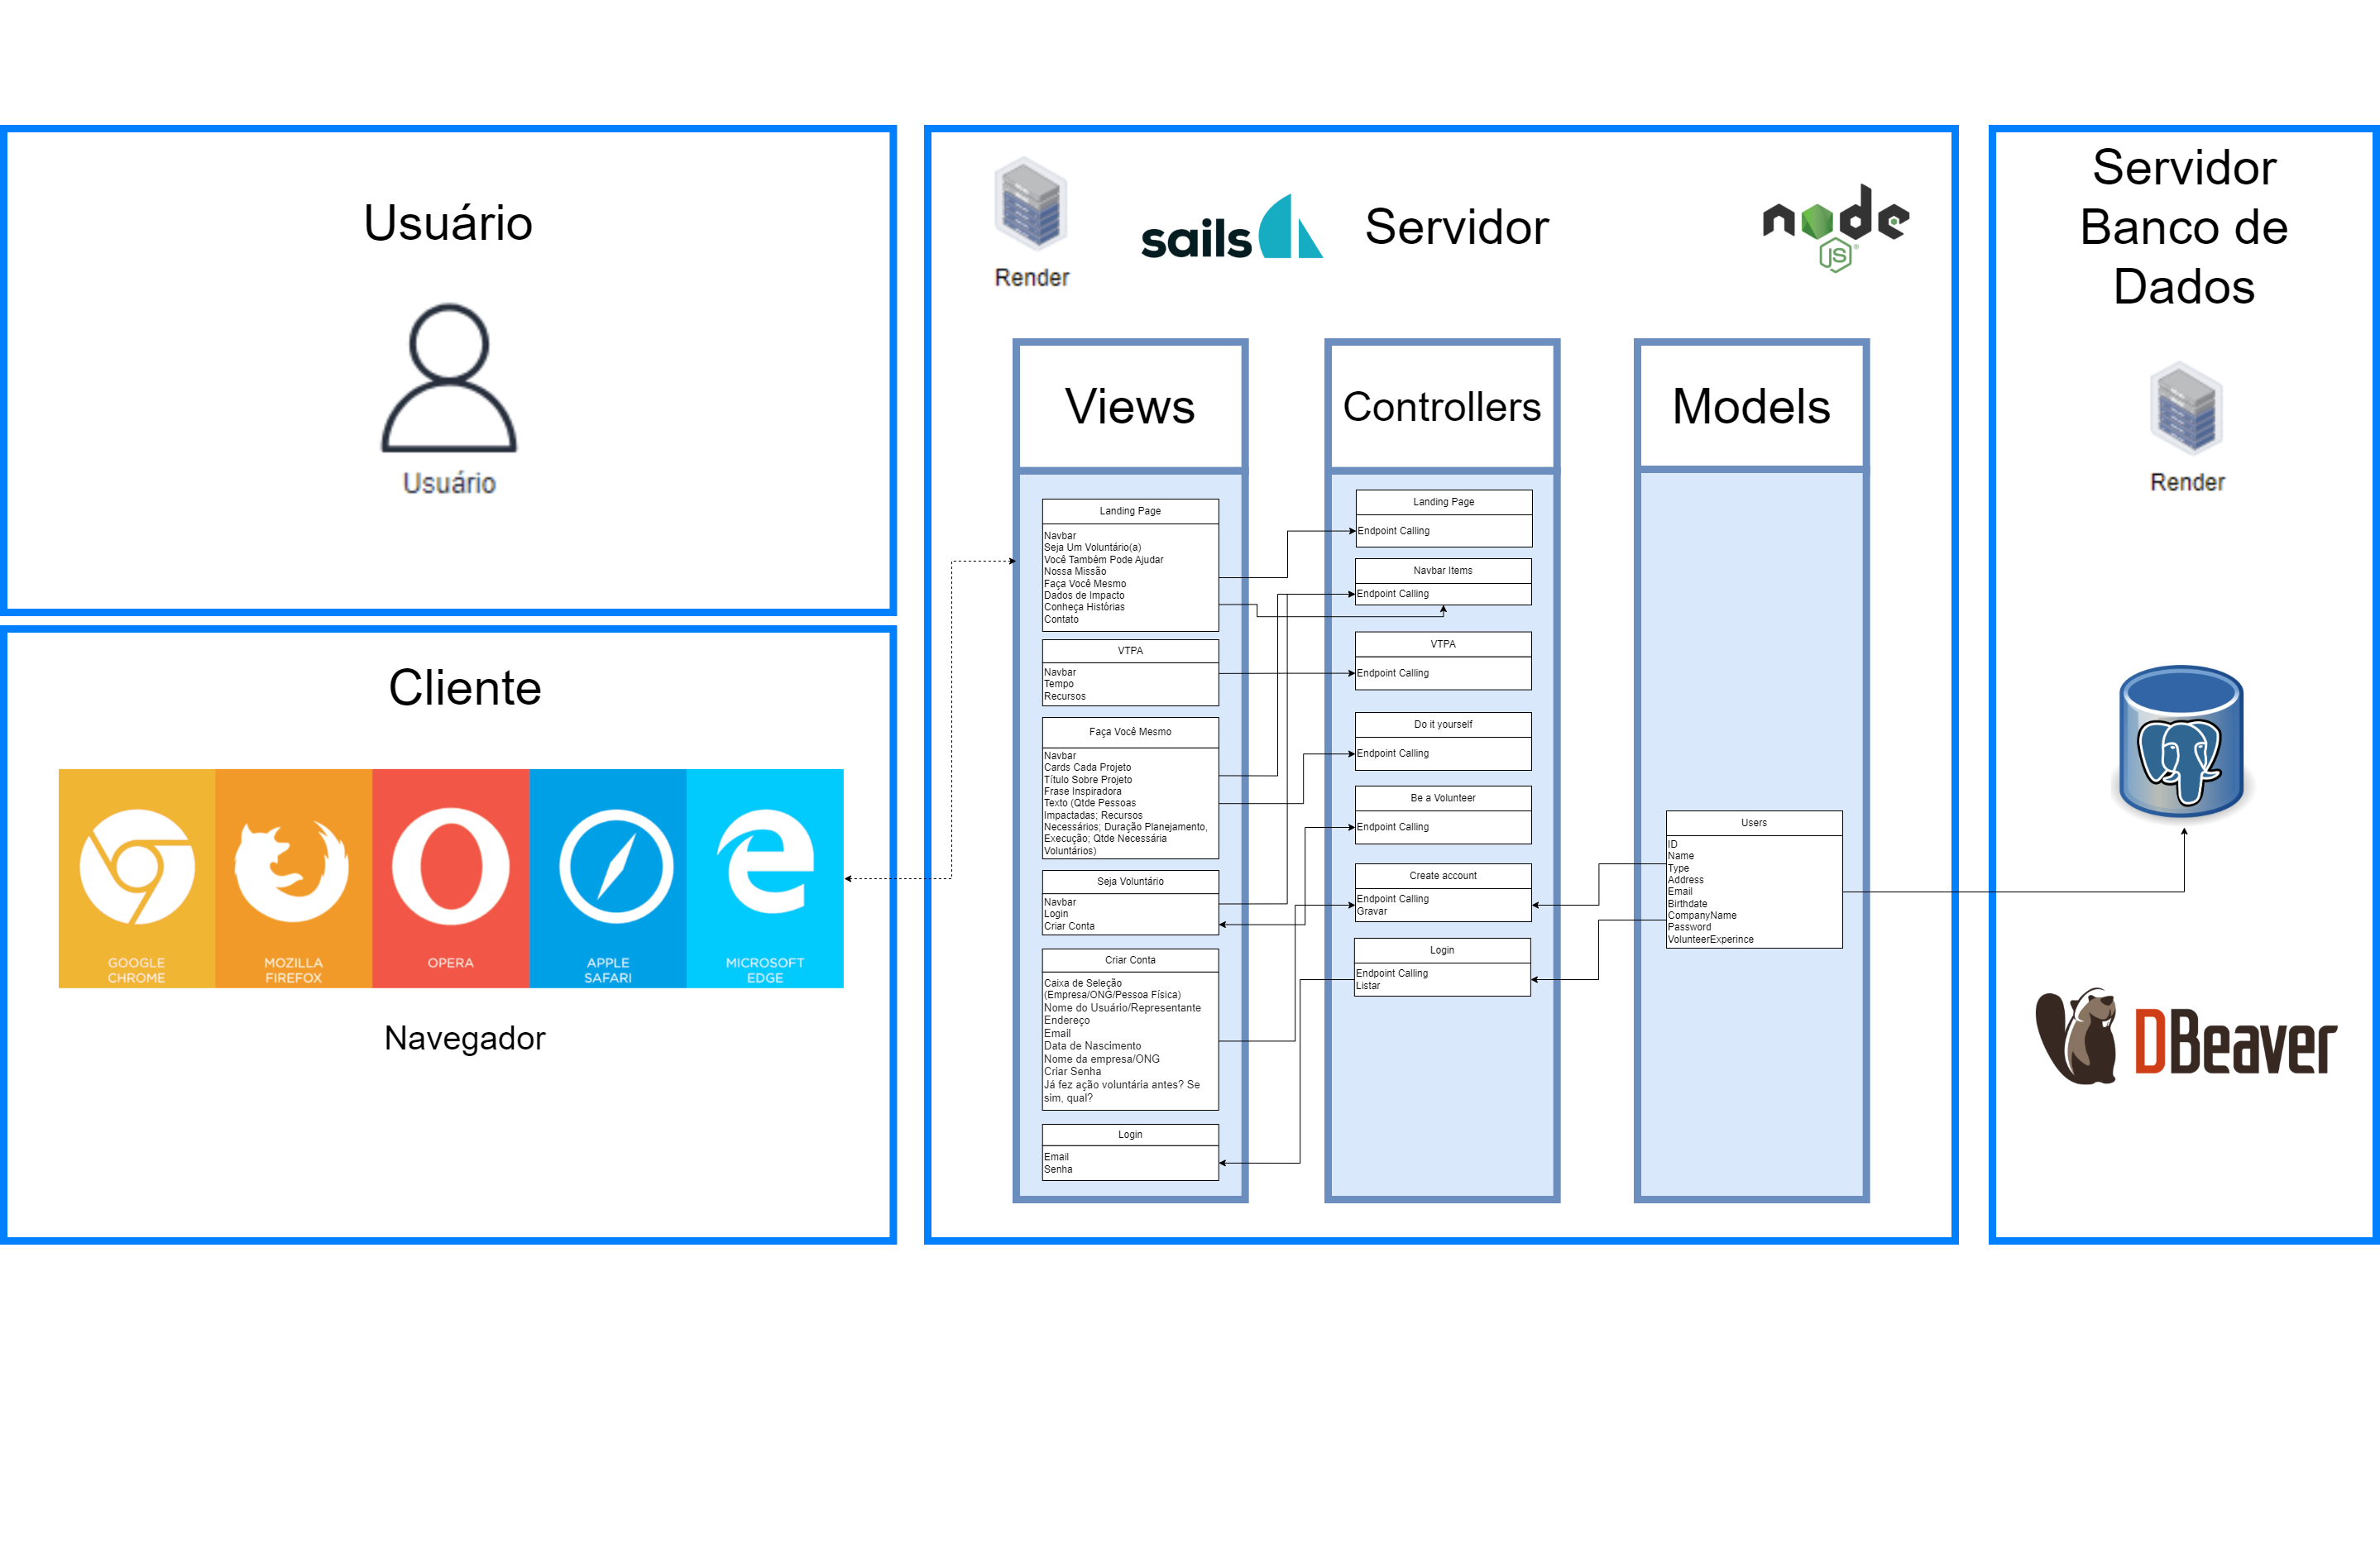 Usuário
Usuário
Cliente
GOOGLE
CHROME
MOZILLA
FIREFOX
OPERA
APPLE
SAFARI
MICROSOFT
EDGE
Navegador
Render
sails
Servidor
node
JS
Views
Landing Page
Navbar
Seja Um Voluntário(a)
Você Também Pode Ajudar
Nossa Missão
Faça Você Mesmo
Dados de Impacto
Conheça Histórias
Contato
VTPA
Navbar
Tempo
Recursos
Faça Você Mesmo
Navbar
Cards Cada Projeto
Título Sobre Projeto
Frase Inspiradora
Texto (Qtde Pessoas
Impactadas; Recursos
Necessários; Duração Planejamento,
Execução; Qtde Necessária
Voluntários)
Seja Voluntário
Navbar
Login
Criar Conta
Criar Conta
Caixa de Seleção
(Empresa/ONG/Pessoa Física)
Nome do Usuário/Representante
Endereço
Email
Data de Nascimento
Nome da empresa/ONG
Criar Senha
Já fez ação voluntária antes? Se
sim, qual?
Login
Email
Senha
Controllers
Landing Page
Endpoint Calling
Navbar Items
Endpoint Calling
VTPA
Endpoint Calling
Do it yourself
Endpoint Calling
Be a Volunteer
Endpoint Calling
Create account
Endpoint Calling
Gravar
Login
Endpoint Calling
Listar
Models
Users
ID
Name
Type
Address
Email
Birthdate
CompanyName
Password
VolunteerExperince
Servidor
Banco de
Dados
Render
DBeaver